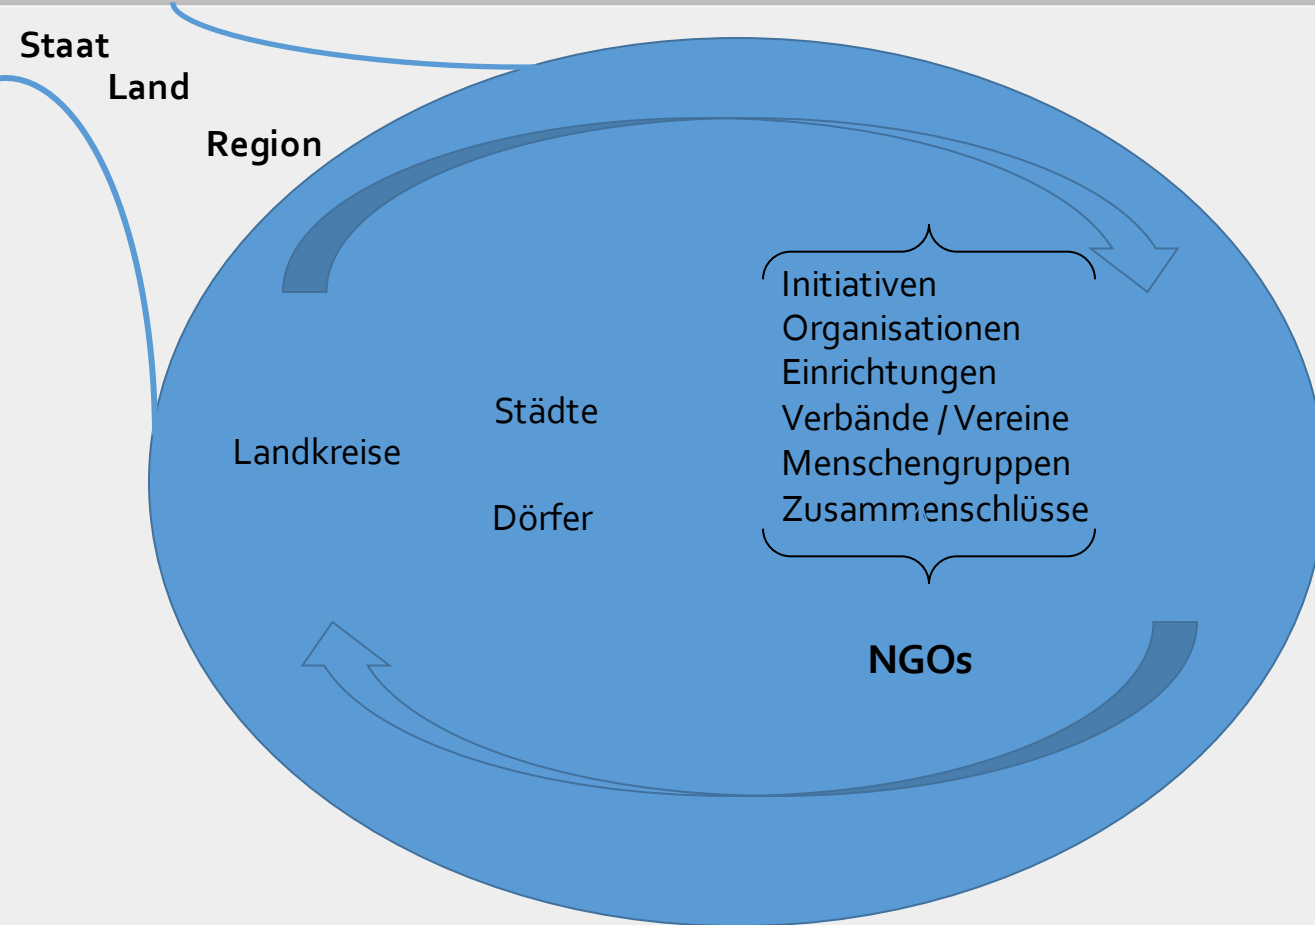 Staat
Land
Region
Landkreise
Städte
Dörfer
Initiativen
Organisationen
Einrichtungen
Verbände / Vereine
Menschengruppen
Zusammenschlüsse
NGOs